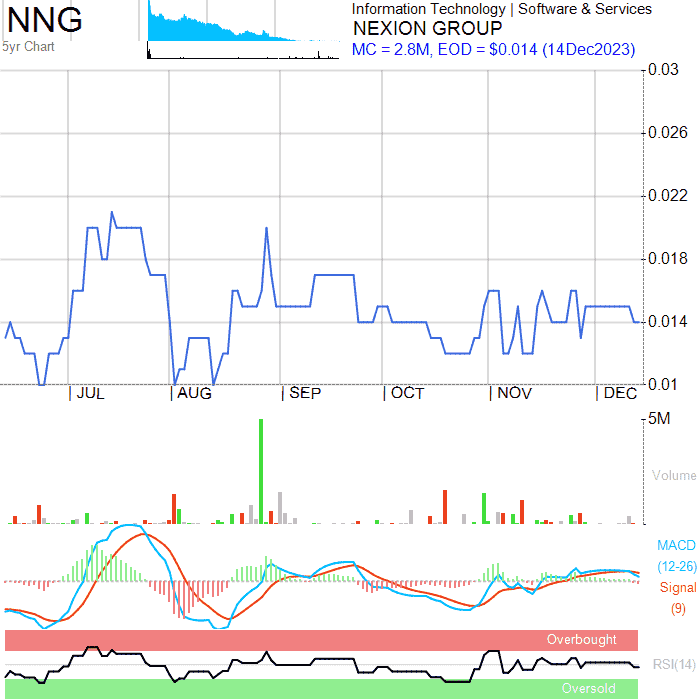 NNG
5yr Chart
Information Technology | Software & Services
NEXION GROUP
MC = 2.8M, EOD = $0.014 (14Dec2023)
0.03
0.026
0.022
0.018
0.014
0.01
JUL AUG SEP OCT NOV DEC
5M
Volume
MACD
(12-26)
Signal
(9)
Overbought
RSI(14)
Oversold